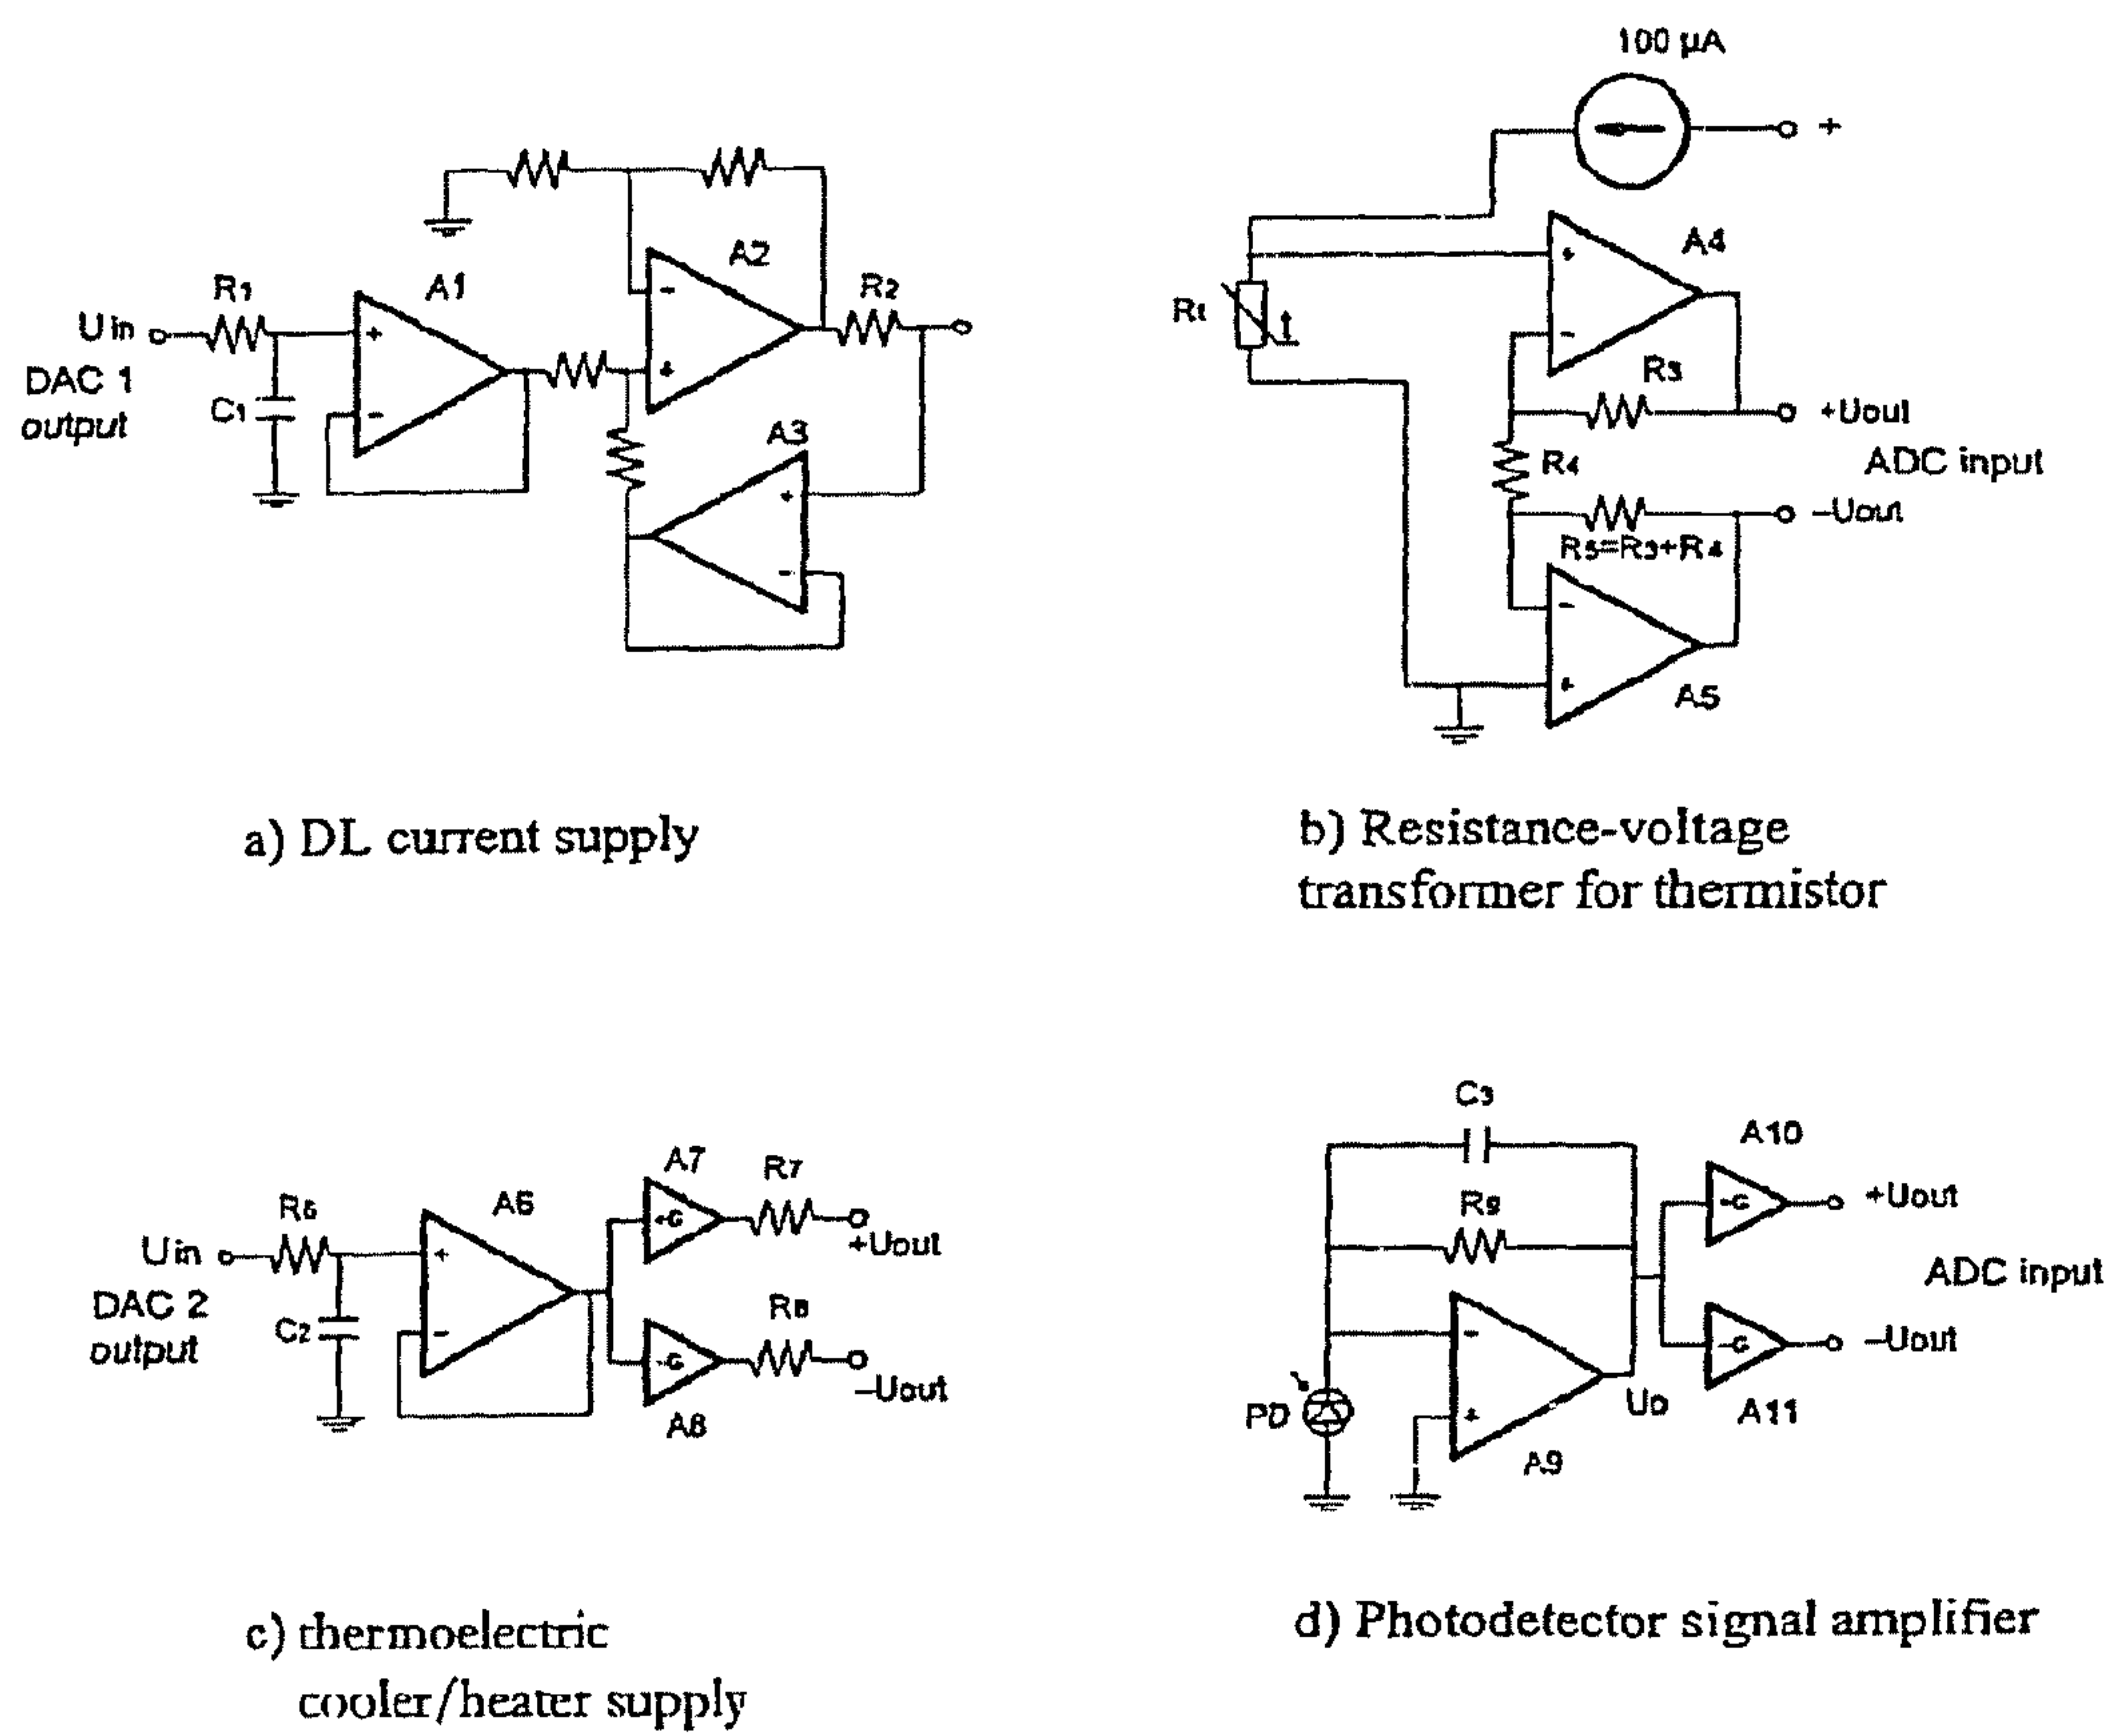 100 µA
+
A4
+
Rt
t
-
R3
+Uout
R4
ADC input
-Uout
R5=R3+R4
-
+
A5
A2
A1
R1
R2
Uin
+
-
DAC 1
output
C1
-
+
A3
+
-
a) DL current supply
b) Resistance-voltage
transformer for thermistor
A7
R7
R6
A6
Uin
+
+G
+Uout
DAC 2
output
C2
-
R8
-G
-Uout
A8
C3
A10
R9
+Uout
ADC input
-
-G
-Uout
PD
+
UD
A11
A9
c) thermoelectric
cooler/heater supply
d) Photodetector signal amplifier